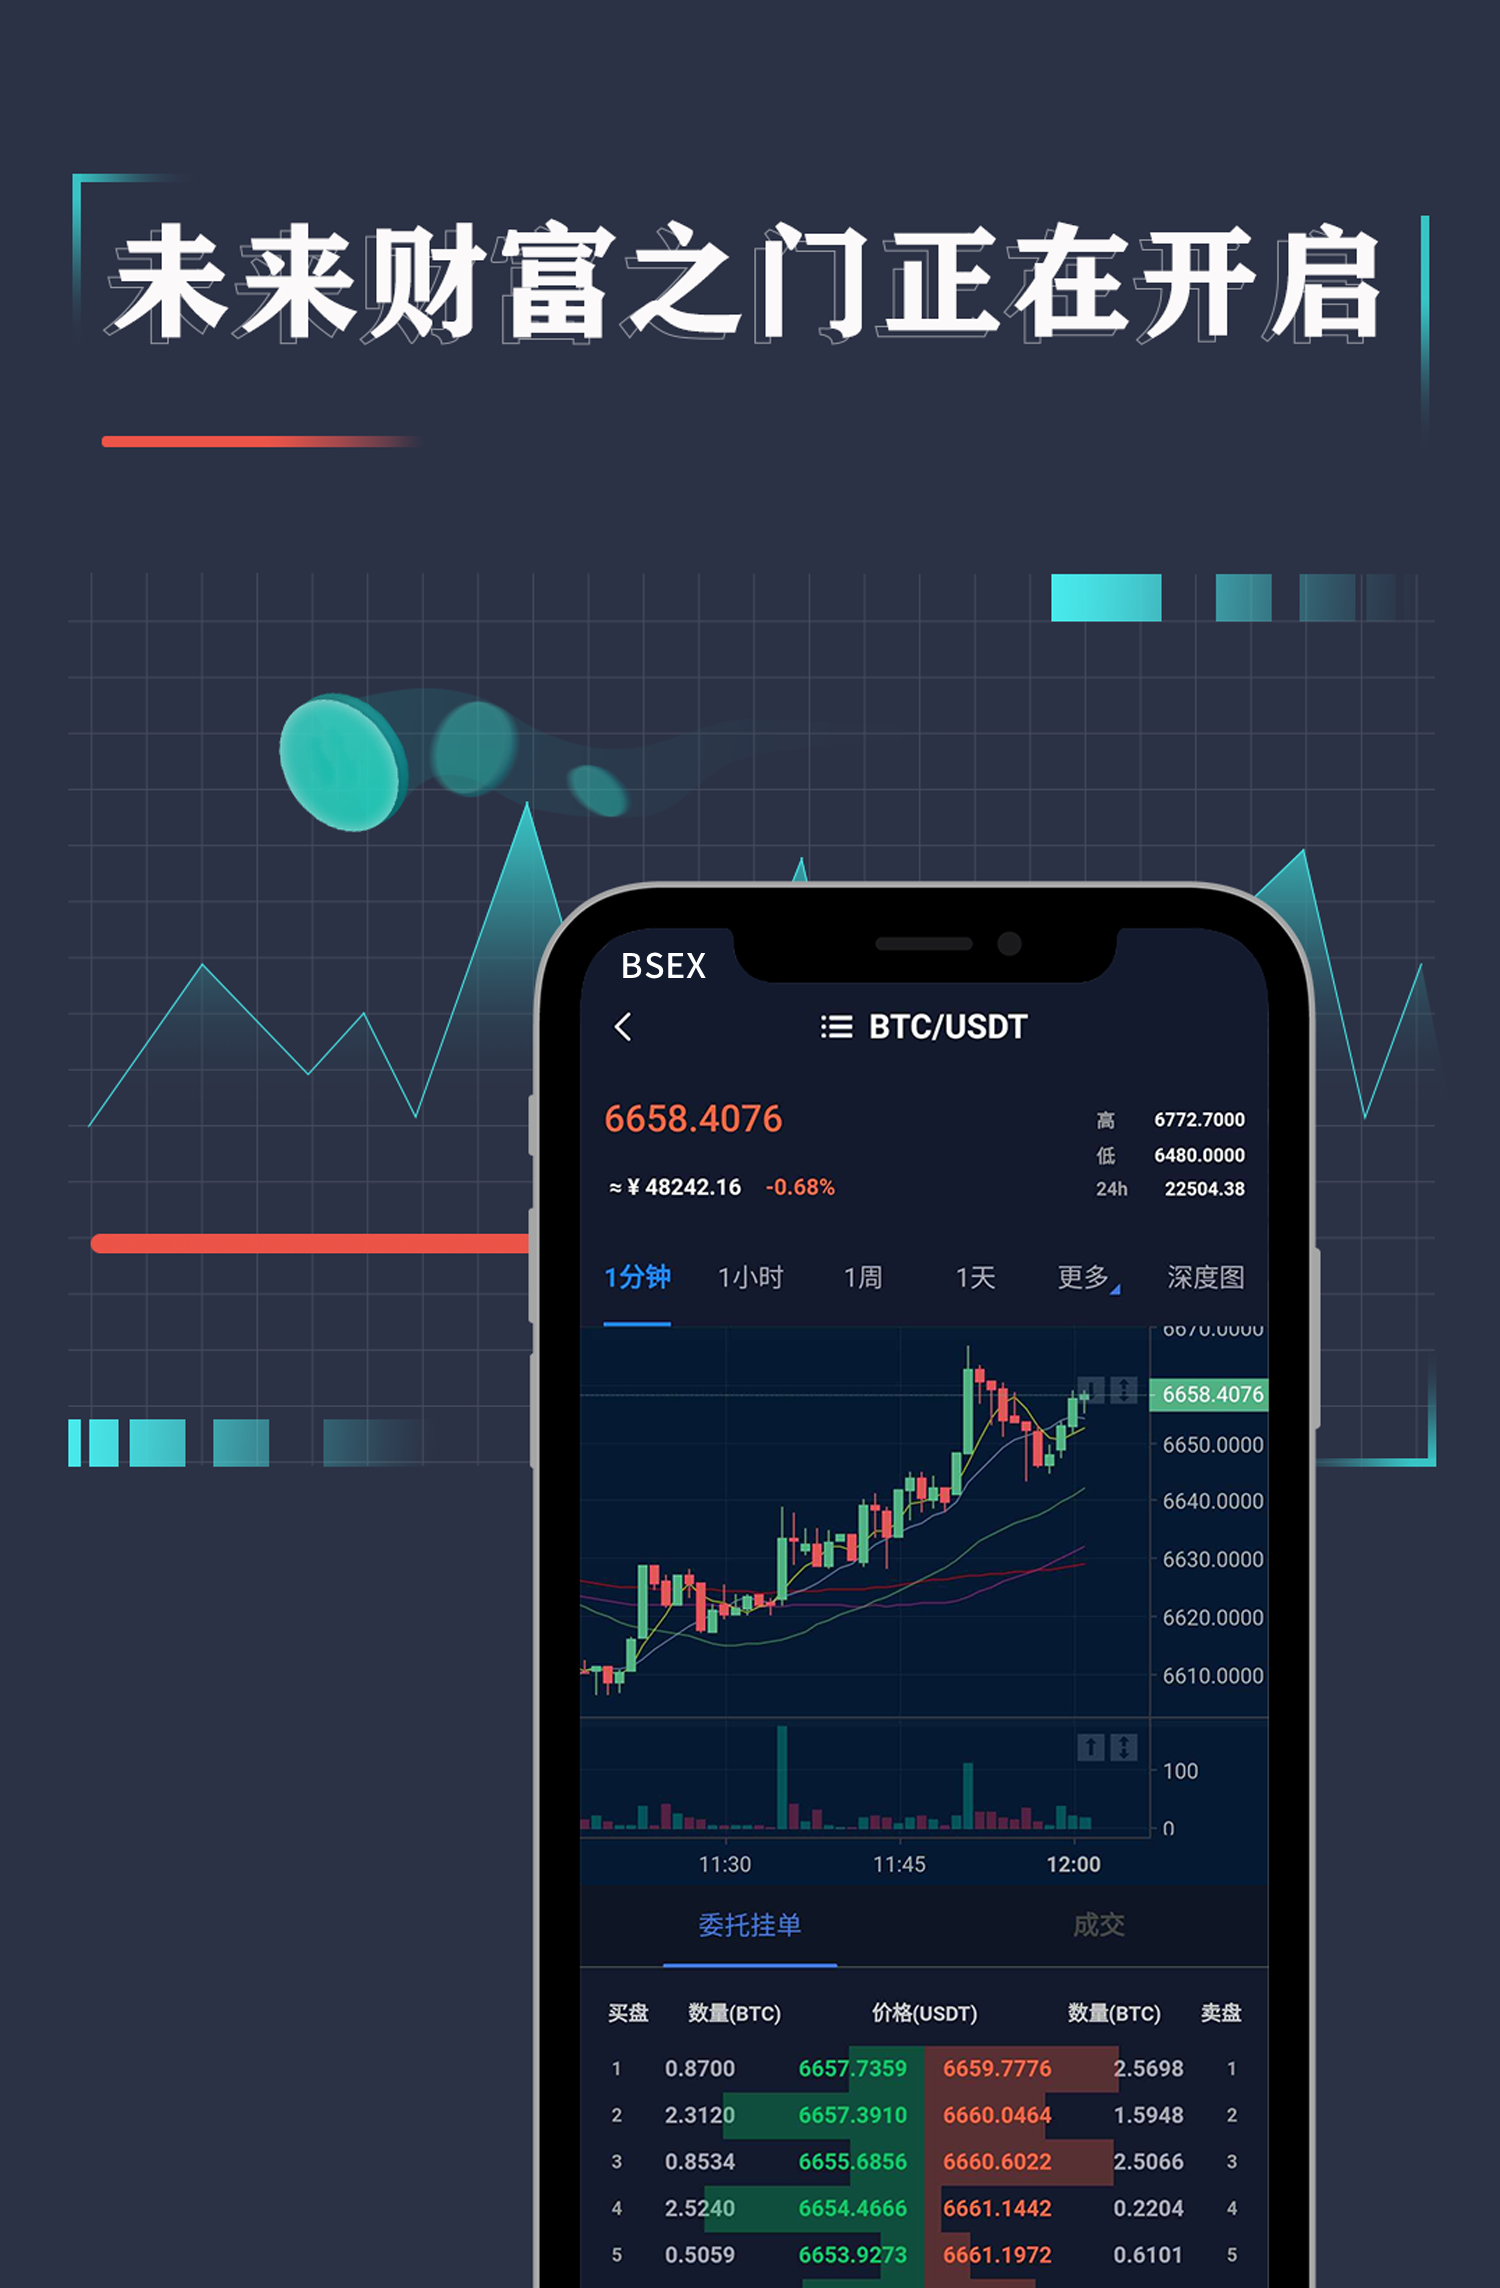 未来财富之门正在开启
BSEX
BTC/USDT
6658.4076
高 6772.7000
低 6480.0000
≈ ¥ 48242.16 -0.68%
24h 22504.38
1分钟 1小时 1周 1天 更多 深度图
6670.0000
6658.4076
6650.0000
6640.0000
6630.0000
6620.0000
6610.0000
100
0
11:30 11:45 12:00
委托挂单 成交
买盘 数量(BTC) 价格(USDT) 数量(BTC) 卖盘
1 0.8700 6657.7359 6659.7776 2.5698 1
2 2.3120 6657.3910 6660.0464 1.5948 2
3 0.8534 6655.6856 6660.6022 2.5066 3
4 2.5240 6654.4666 6661.1442 0.2204 4
5 0.5059 6653.9273 6661.1972 0.6101 5